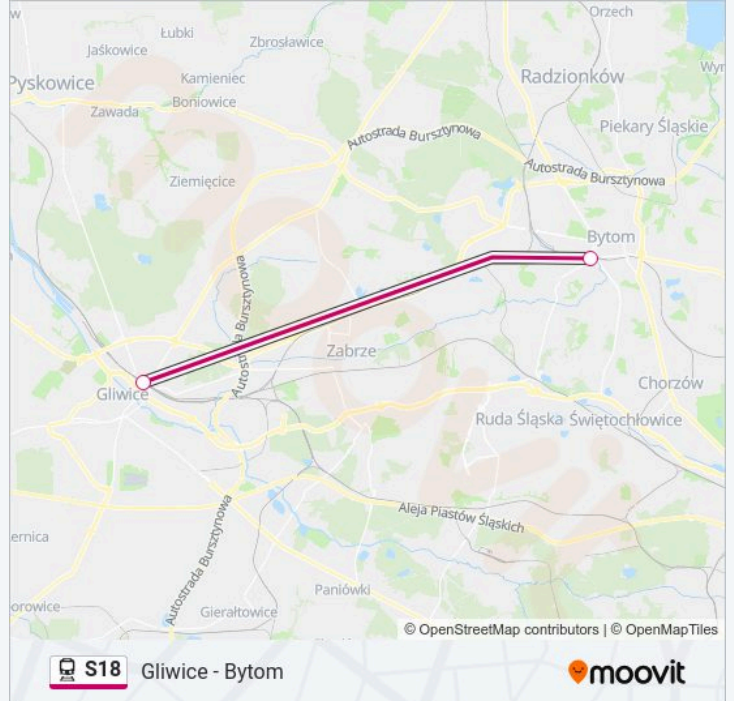 w
Orzech
Łubki
Zbrosławice
Jaśkowice
Wyr
Pyskowice
Kamieniec
Radzionków
Boniowice
Zawada
Piekary Śląskie
Autostrada Bursztynowa
Autostrada Bursztynowa
Ziemięcice
Bytom
Autostrada Bursztynowa
Zabrze
Chorzów
Gliwice
Ruda Śląska
Świętochłowice
Autostrada Bursztynowa
Aleja Piastów Śląskich
ernica
Paniówki
orowice
Gierałtowice
© OpenStreetMap contributors | © OpenMapTiles
S18 Gliwice - Bytom
moovit